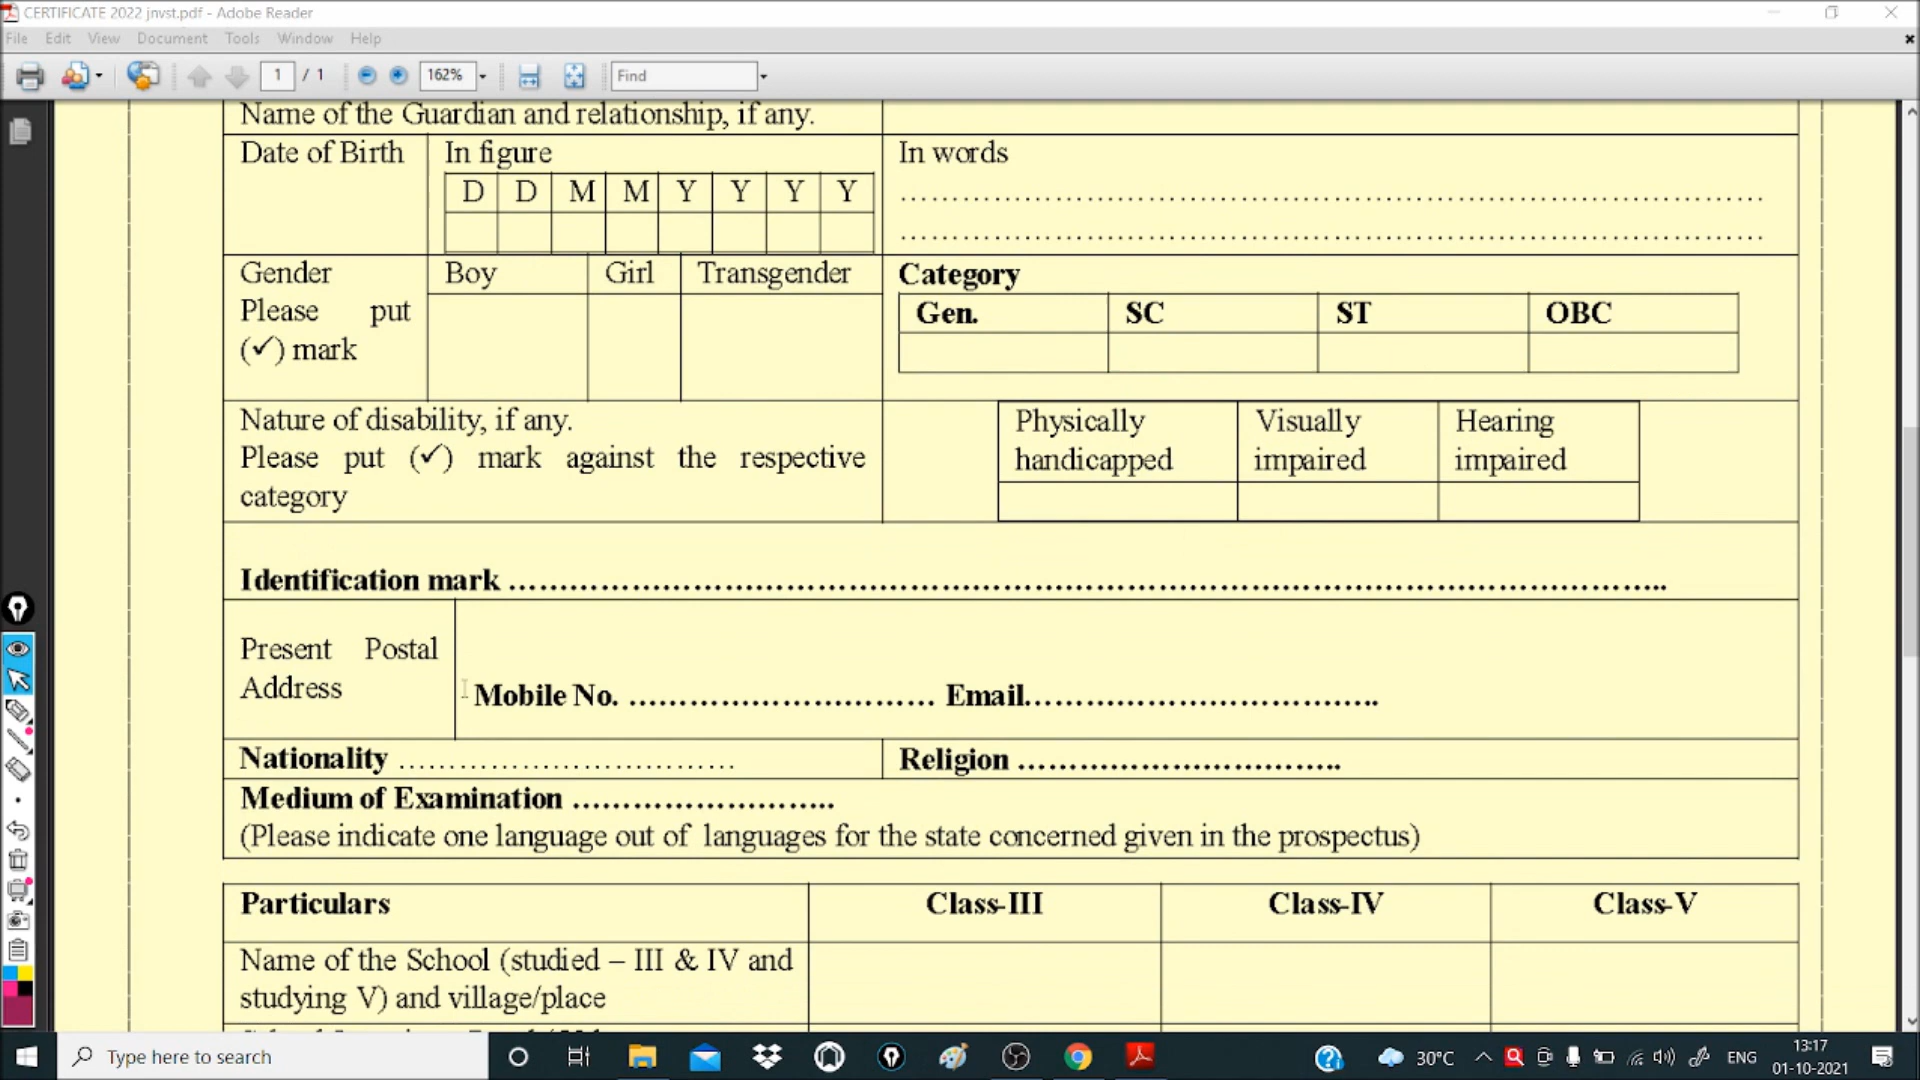 CERTIFICATE 2022 jnvst.pdf - Adobe Reader
File Edit View Document Tools Window Help
1 / 1 162% Find
Name of the Guardian and relationship, if any.
Date of Birth In figure In words
D D M M Y Y Y Y
Gender Boy Girl Transgender Category
Please put Gen. SC ST OBC
(✓) mark
Nature of disability, if any. Physically Visually Hearing
Please put (✓) mark against the respective handicapped impaired impaired
category
Identification mark ……………………………………………………………………………………..
Present Postal
Address Mobile No. ………………………… Email…………………………….
Nationality ................................. Religion …………………………..
Medium of Examination ……………………..
(Please indicate one language out of languages for the state concerned given in the prospectus)
Particulars Class-III Class-IV Class-V
Name of the School (studied – III & IV and
studying V) and village/place
Type here to search 30°C ENG 13:17
01-10-2021